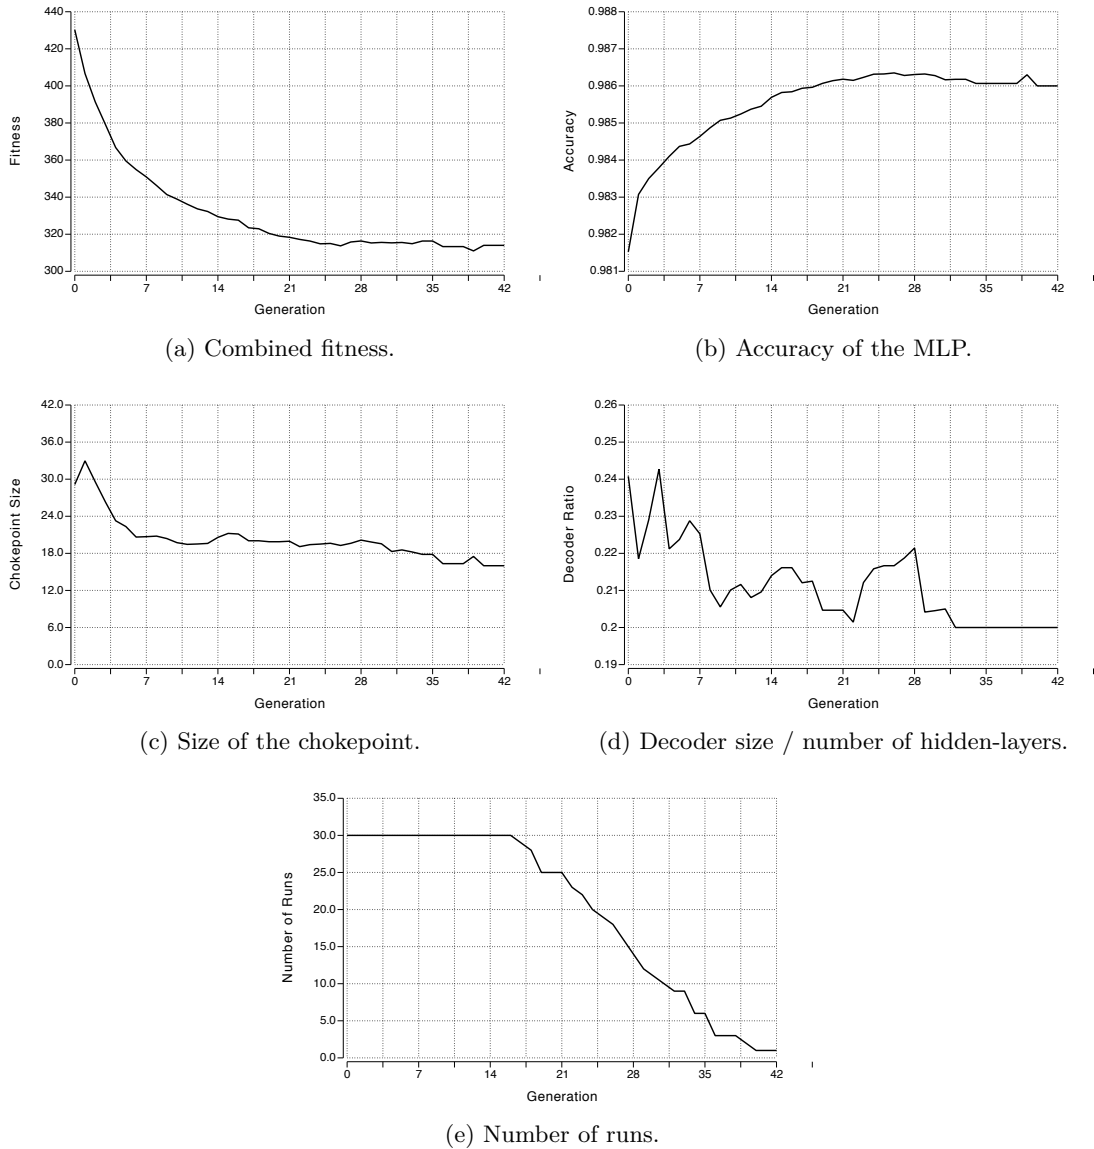 440
420
400
380
360
340
320
300
Fitness
0 7 14 21 28 35 42
Generation
(a) Combined fitness.
0.988
0.987
0.986
0.985
0.984
0.983
0.982
0.981
Accuracy
0 7 14 21 28 35 42
Generation
(b) Accuracy of the MLP.
42.0
36.0
30.0
24.0
18.0
12.0
6.0
0.0
Chokepoint Size
0 7 14 21 28 35 42
Generation
(c) Size of the chokepoint.
0.26
0.25
0.24
0.23
0.22
0.21
0.2
0.19
Decoder Ratio
0 7 14 21 28 35 42
Generation
(d) Decoder size / number of hidden-layers.
35.0
30.0
25.0
20.0
15.0
10.0
5.0
0.0
Number of Runs
0 7 14 21 28 35 42
Generation
(e) Number of runs.